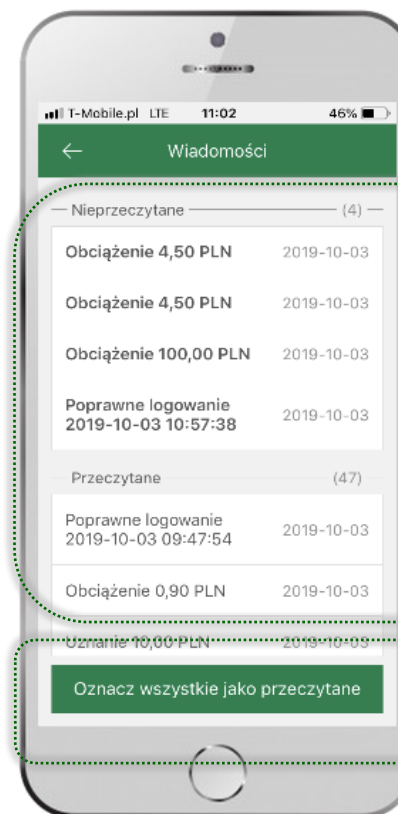 T-Mobile.pl LTE 11:02 46%
Wiadomości
Nieprzeczytane (4)
Obciążenie 4,50 PLN 2019-10-03
Obciążenie 4,50 PLN 2019-10-03
Obciążenie 100,00 PLN 2019-10-03
Poprawne logowanie
2019-10-03 10:57:38 2019-10-03
Przeczytane (47)
Poprawne logowanie
2019-10-03 09:47:54 2019-10-03
Obciążenie 0,90 PLN 2019-10-03
Uznanie 10,00 PLN 2019-10-03
Oznacz wszystkie jako przeczytane